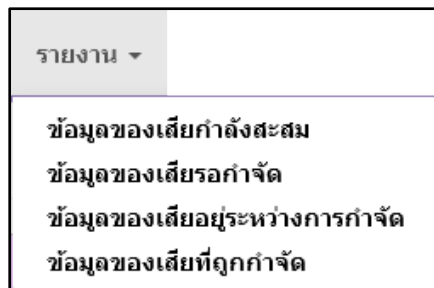 รายงาน
ข้อมูลของเสียกำลังสะสม
ข้อมูลของเสียรอกำจัด
ข้อมูลของเสียอยู่ระหว่างการกำจัด
ข้อมูลของเสียที่ถูกกำจัด